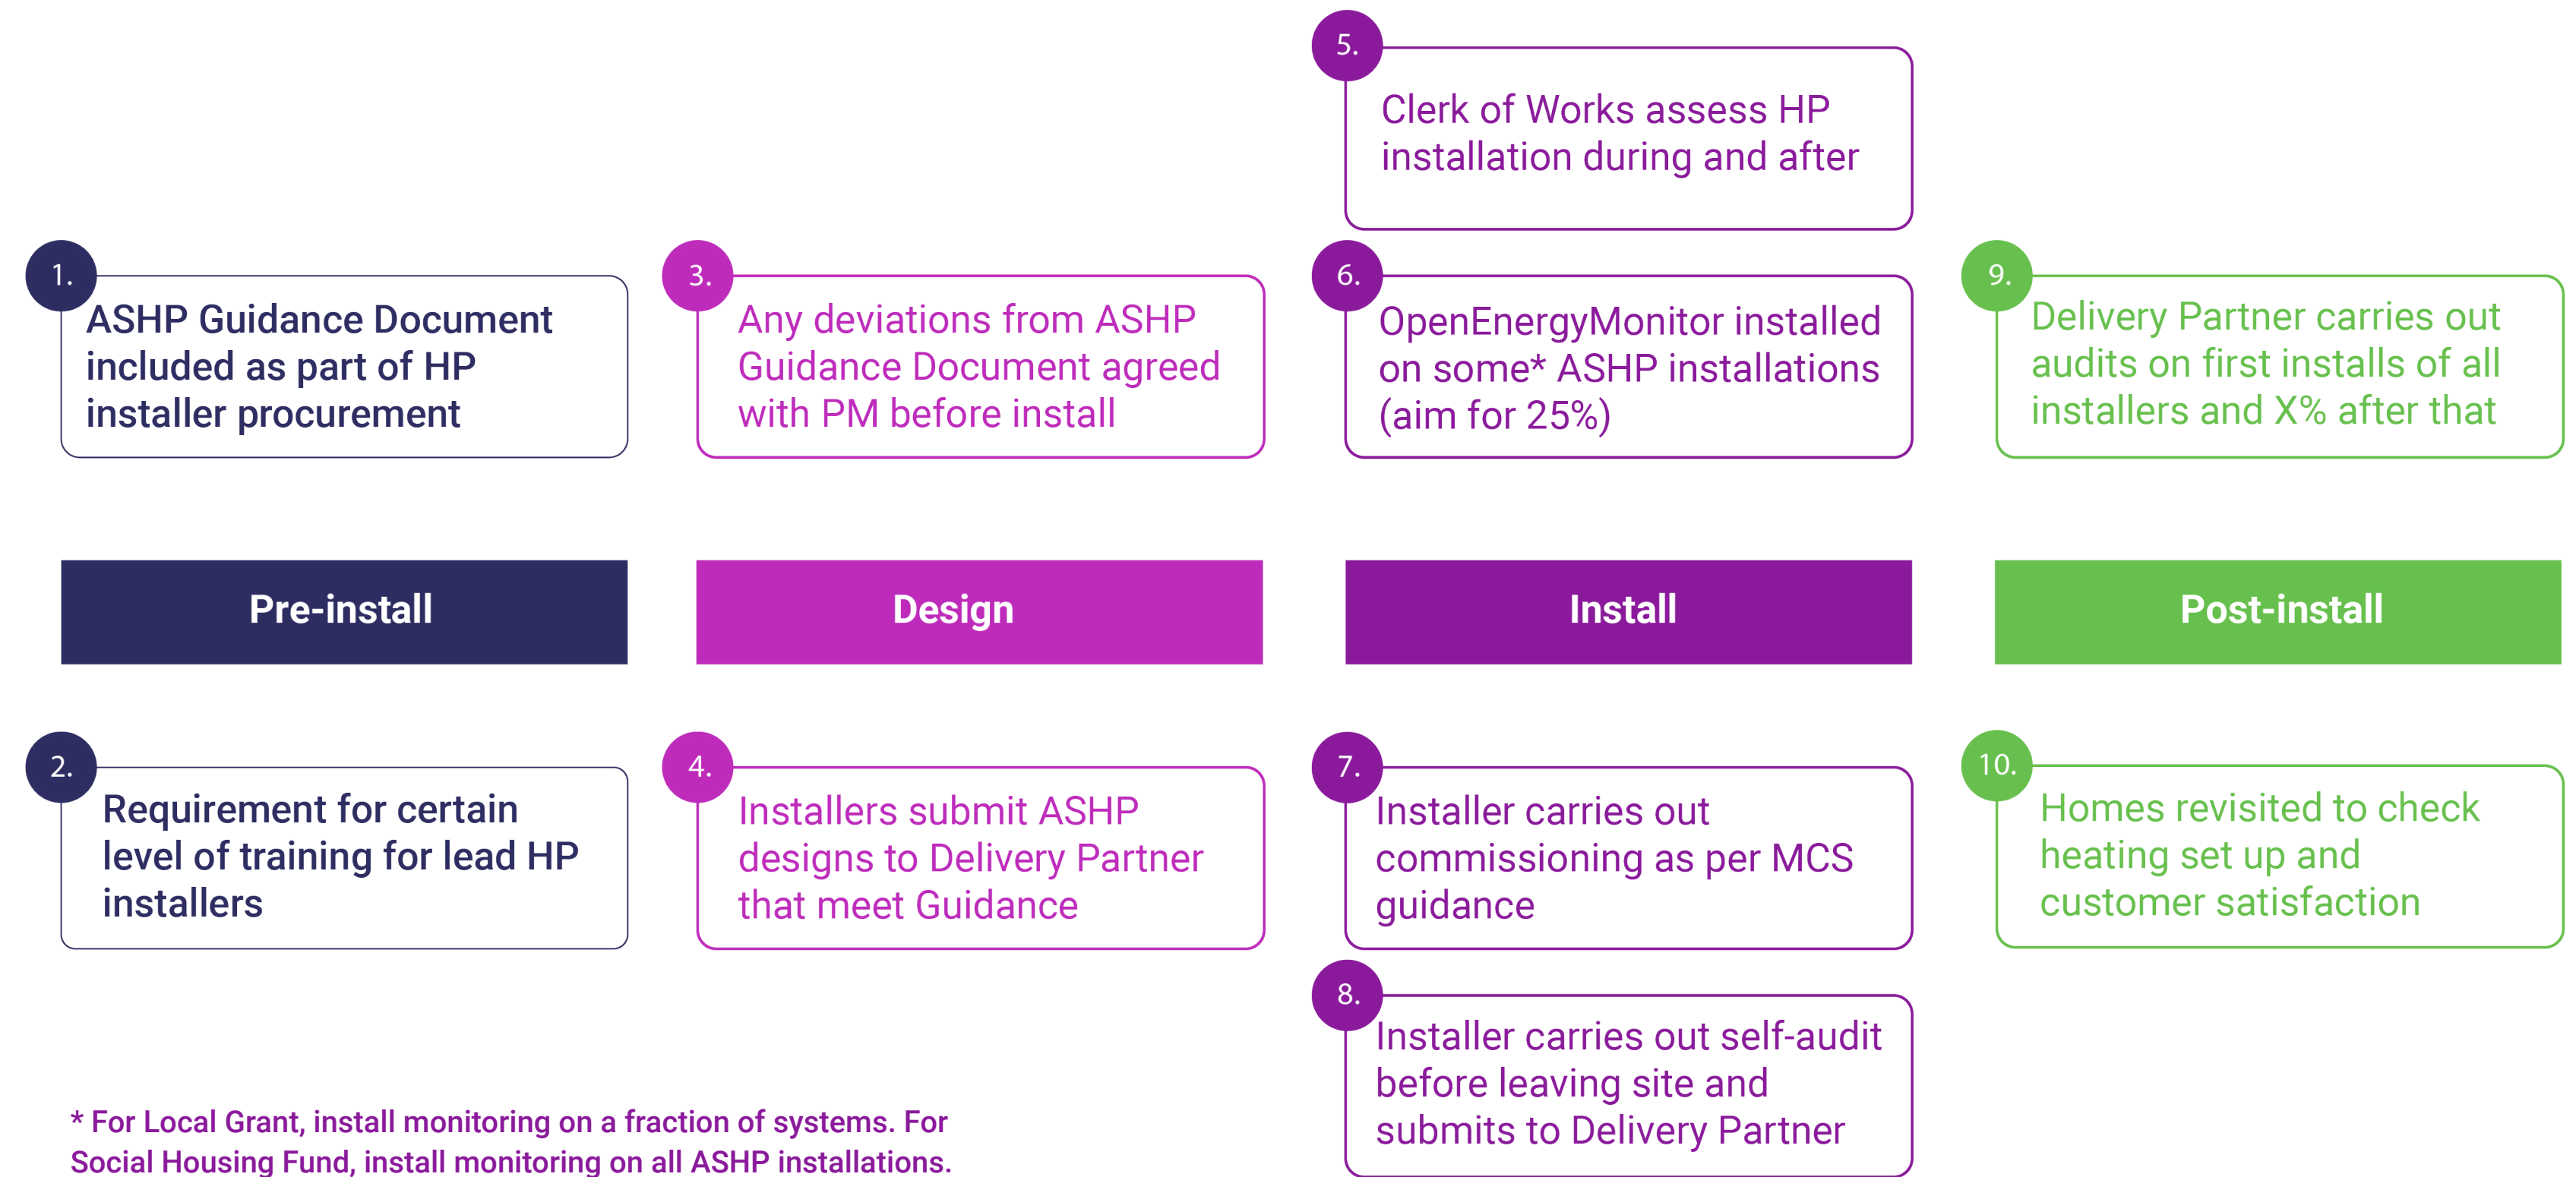 1.
ASHP Guidance Document
included as part of HP
installer procurement
3.
Any deviations from ASHP
Guidance Document agreed
with PM before install
5.
Clerk of Works assess HP
installation during and after
6.
OpenEnergyMonitor installed
on some* ASHP installations
(aim for 25%)
9.
Delivery Partner carries out
audits on first installs of all
installers and X% after that
Pre-install
Design
Install
Post-install
2.
Requirement for certain
level of training for lead HP
installers
4.
Installers submit ASHP
designs to Delivery Partner
that meet Guidance
7.
Installer carries out
commissioning as per MCS
guidance
8.
Installer carries out self-audit
before leaving site and
submits to Delivery Partner
10.
Homes revisited to check
heating set up and
customer satisfaction
* For Local Grant, install monitoring on a fraction of systems. For
Social Housing Fund, install monitoring on all ASHP installations.